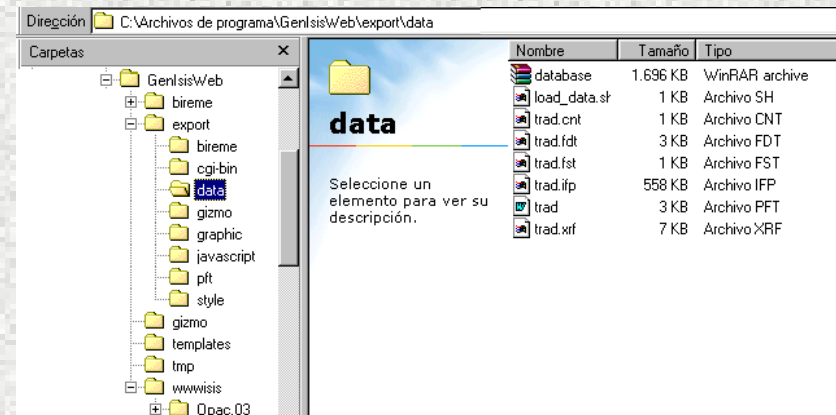 Dirección C:\Archivos de programa\GenIsisWeb\export\data
Carpetas
GenIsisWeb
bireme
export
bireme
cgi-bin
data
gizmo
graphic
javascript
pft
style
gizmo
templates
tmp
wwwisis
Opac.03
data
Seleccione un
elemento para ver su
descripción.
Nombre Tamaño Tipo
database 1.696 KB WinRAR archive
load_data.sh 1 KB Archivo SH
trad.cnt 1 KB Archivo CNT
trad.fdt 3 KB Archivo FDT
trad.fst 1 KB Archivo FST
trad.ifp 558 KB Archivo IFP
trad 3 KB Archivo PFT
trad.xrf 7 KB Archivo XRF